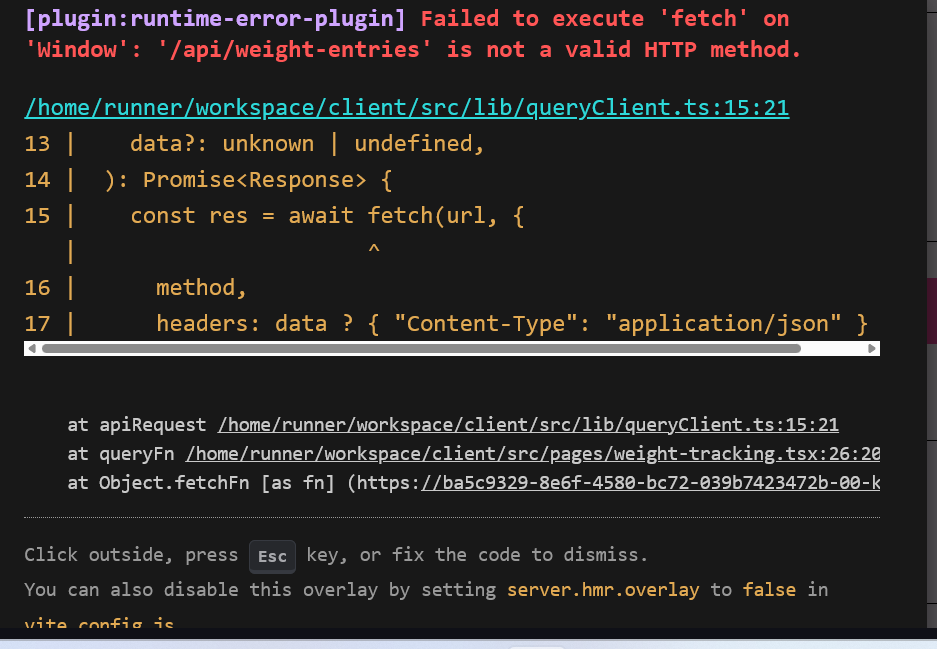 [plugin:runtime-error-plugin] Failed to execute 'fetch' on
'Window': '/api/weight-entries' is not a valid HTTP method.
/home/runner/workspace/client/src/lib/queryClient.ts:15:21
13 |    data?: unknown | undefined,
14 |  ): Promise<Response> {
15 |    const res = await fetch(url, {
   |                      ^
16 |      method,
17 |      headers: data ? { "Content-Type": "application/json" }
at apiRequest /home/runner/workspace/client/src/lib/queryClient.ts:15:21
at queryFn /home/runner/workspace/client/src/pages/weight-tracking.tsx:26:20
at Object.fetchFn [as fn] (https://ba5c9329-8e6f-4580-bc72-039b7423472b-00-k
Click outside, press Esc key, or fix the code to dismiss.
You can also disable this overlay by setting server.hmr.overlay to false in
vite.config.js